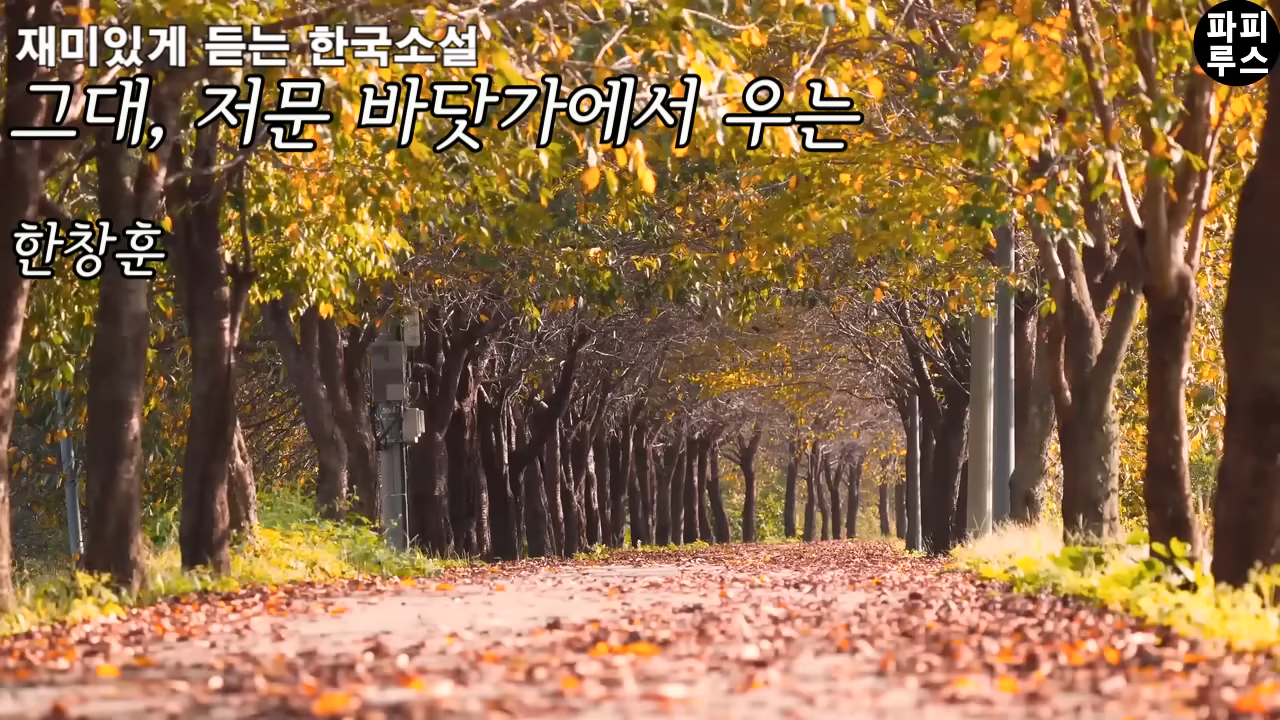 재미있게 듣는 한국소설
그대, 저문 바닷가에서 우는
한창훈
파피
루스